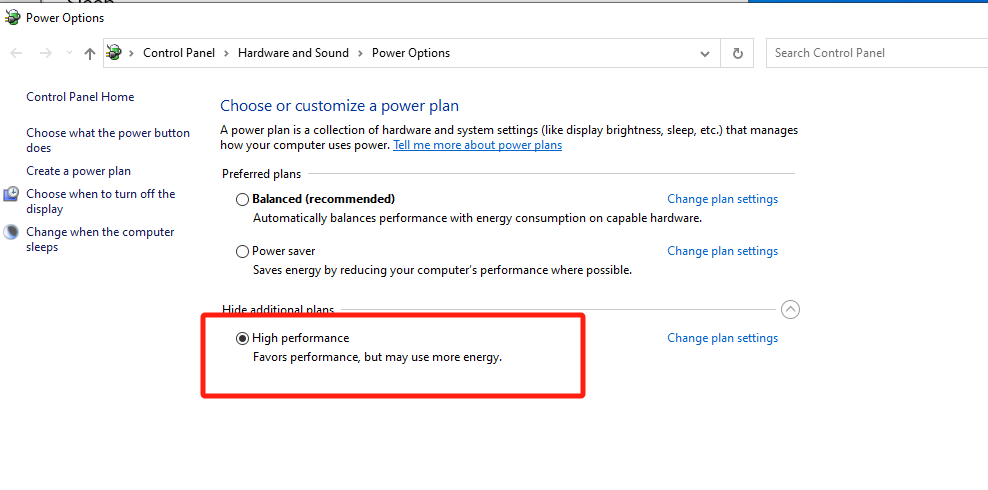 Power Options
Control Panel > Hardware and Sound > Power Options
Search Control Panel
Control Panel Home
Choose what the power button
does
Create a power plan
Choose when to turn off the
display
Change when the computer
sleeps
Choose or customize a power plan
A power plan is a collection of hardware and system settings (like display brightness, sleep, etc.) that manages
how your computer uses power. Tell me more about power plans
Preferred plans
Balanced (recommended) Change plan settings
Automatically balances performance with energy consumption on capable hardware.
Power saver Change plan settings
Saves energy by reducing your computer's performance where possible.
Hide additional plans
High performance Change plan settings
Favors performance, but may use more energy.